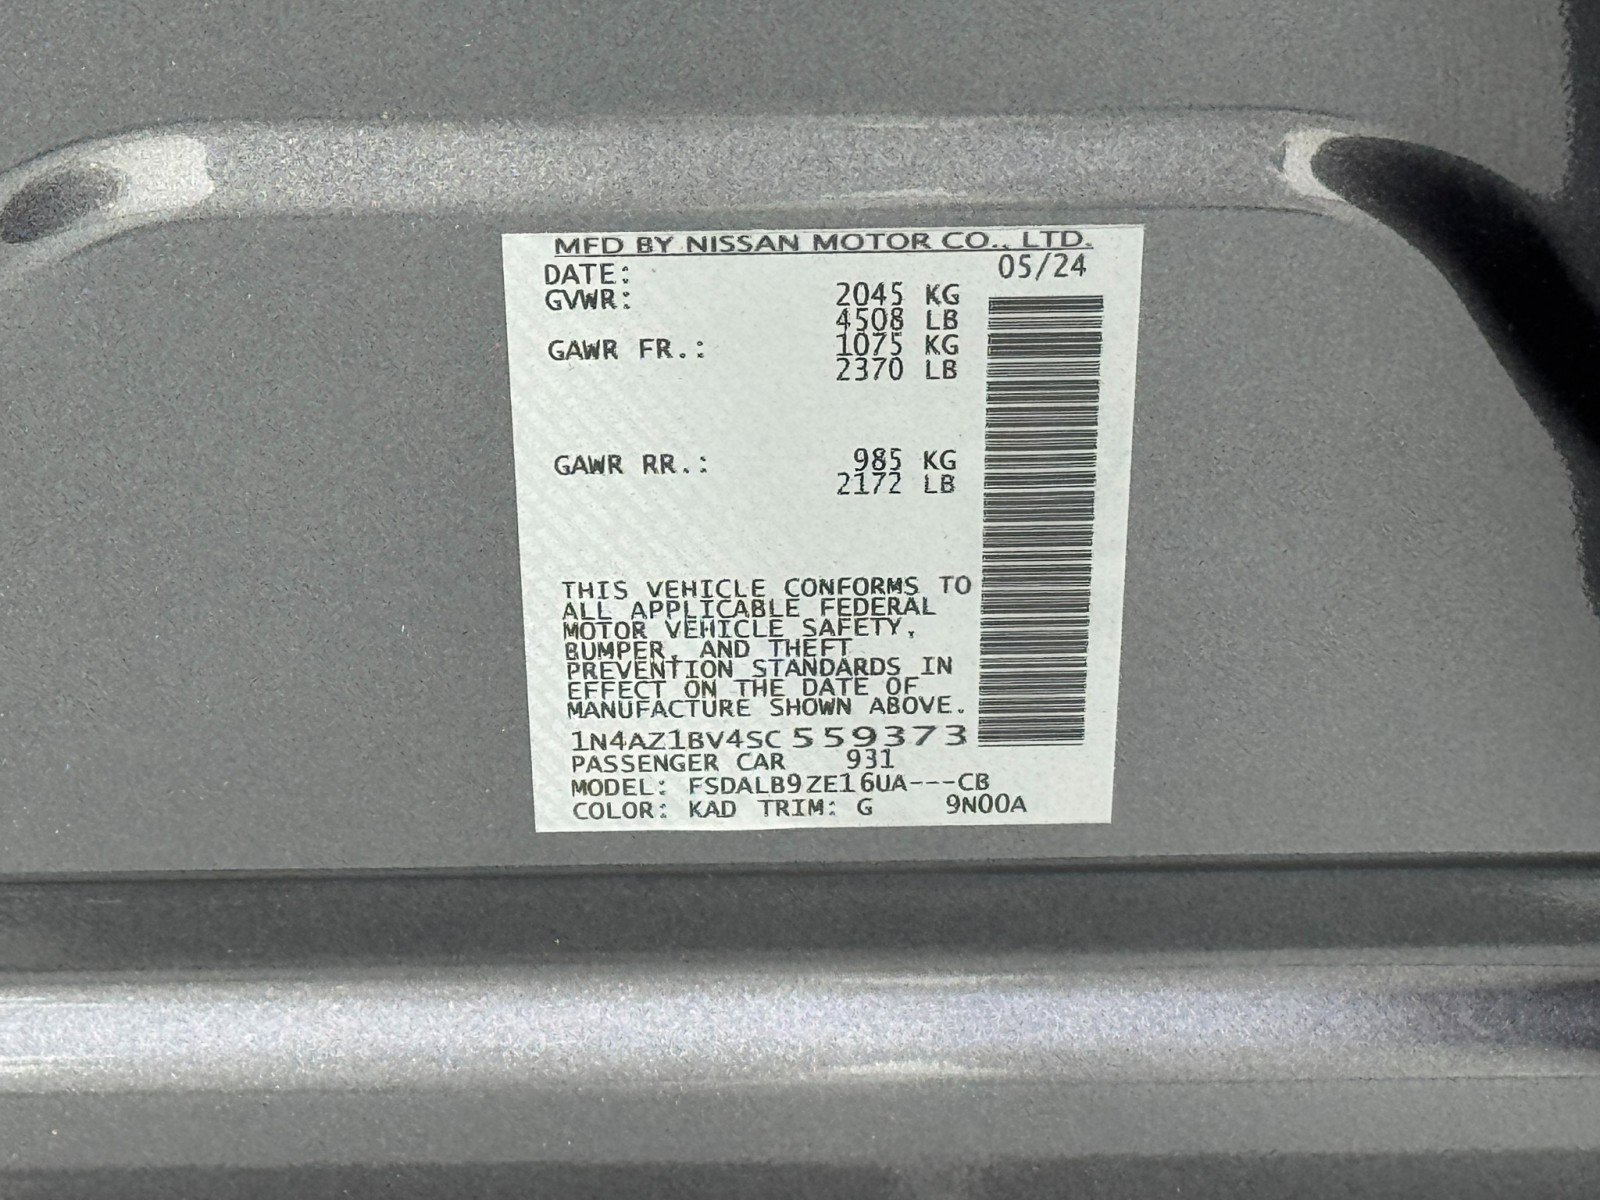 MFD BY NISSAN MOTOR CO., LTD.
DATE: 05/24
GVWR: 2045 KG
4508 LB
GAWR FR.: 1075 KG
2370 LB
GAWR RR.: 985 KG
2172 LB
THIS VEHICLE CONFORMS TO
ALL APPLICABLE FEDERAL
MOTOR VEHICLE SAFETY,
BUMPER, AND THEFT
PREVENTION STANDARDS IN
EFFECT ON THE DATE OF
MANUFACTURE SHOWN ABOVE.
1N4AZ1BV4SC559373
PASSENGER CAR 931
MODEL: FSDALB9ZE16UA---CB
COLOR: KAD TRIM: G 9N00A